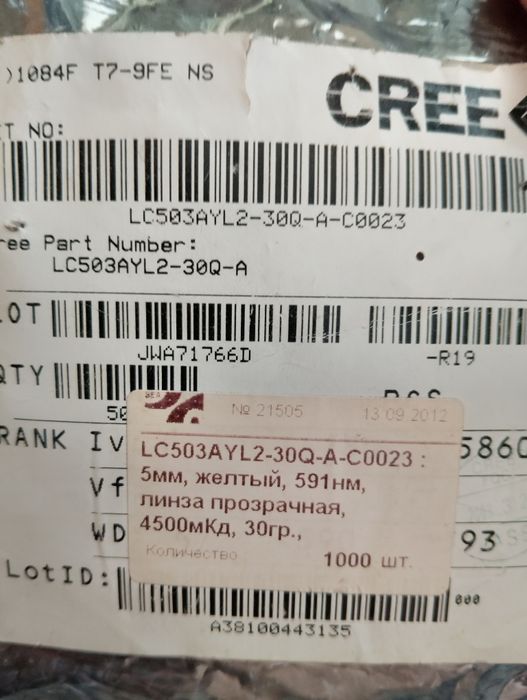 )1084F T7-9FE NS
CREE
T NO:
LC503AYL2-30Q-A-C0023
ree Part Number:
LC503AYL2-30Q-A
LOT
JWA71766D -R19
QTY
50
№ 21505 13 09 2012
RANK Iv 5860
LC503AYL2-30Q-A-C0023 :
5мм, желтый, 591нм,
Vf
линза прозрачная,
4500мКд, 30гр.,
WD 93
Количество 1000 шт.
LotID:
000
A38100443135